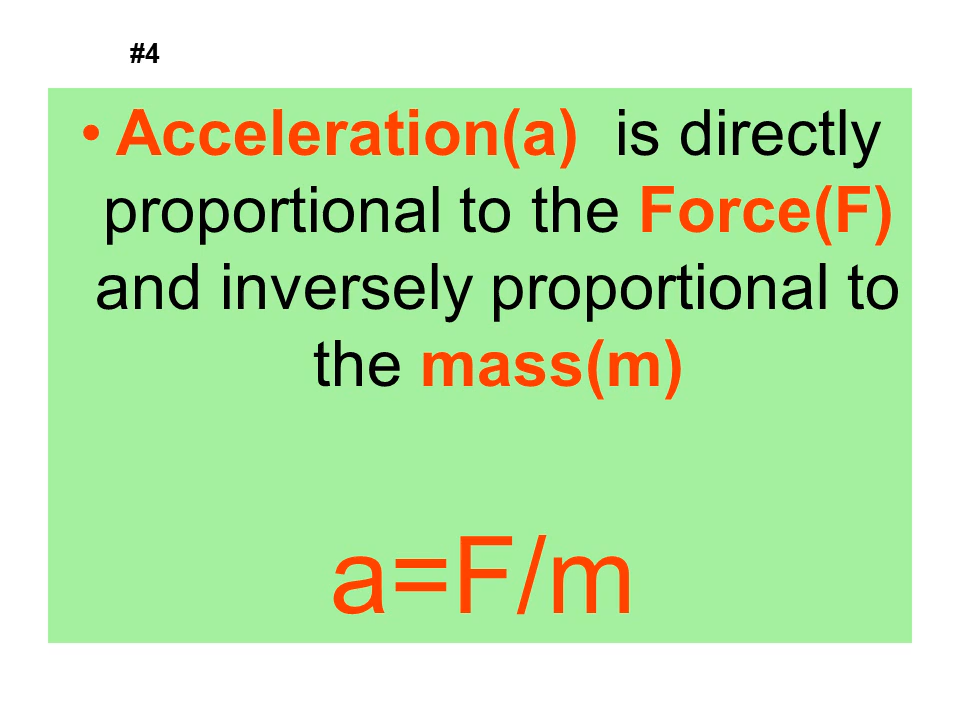 #4
• Acceleration(a) is directly
proportional to the Force(F)
and inversely proportional to
the mass(m)
a=F/m